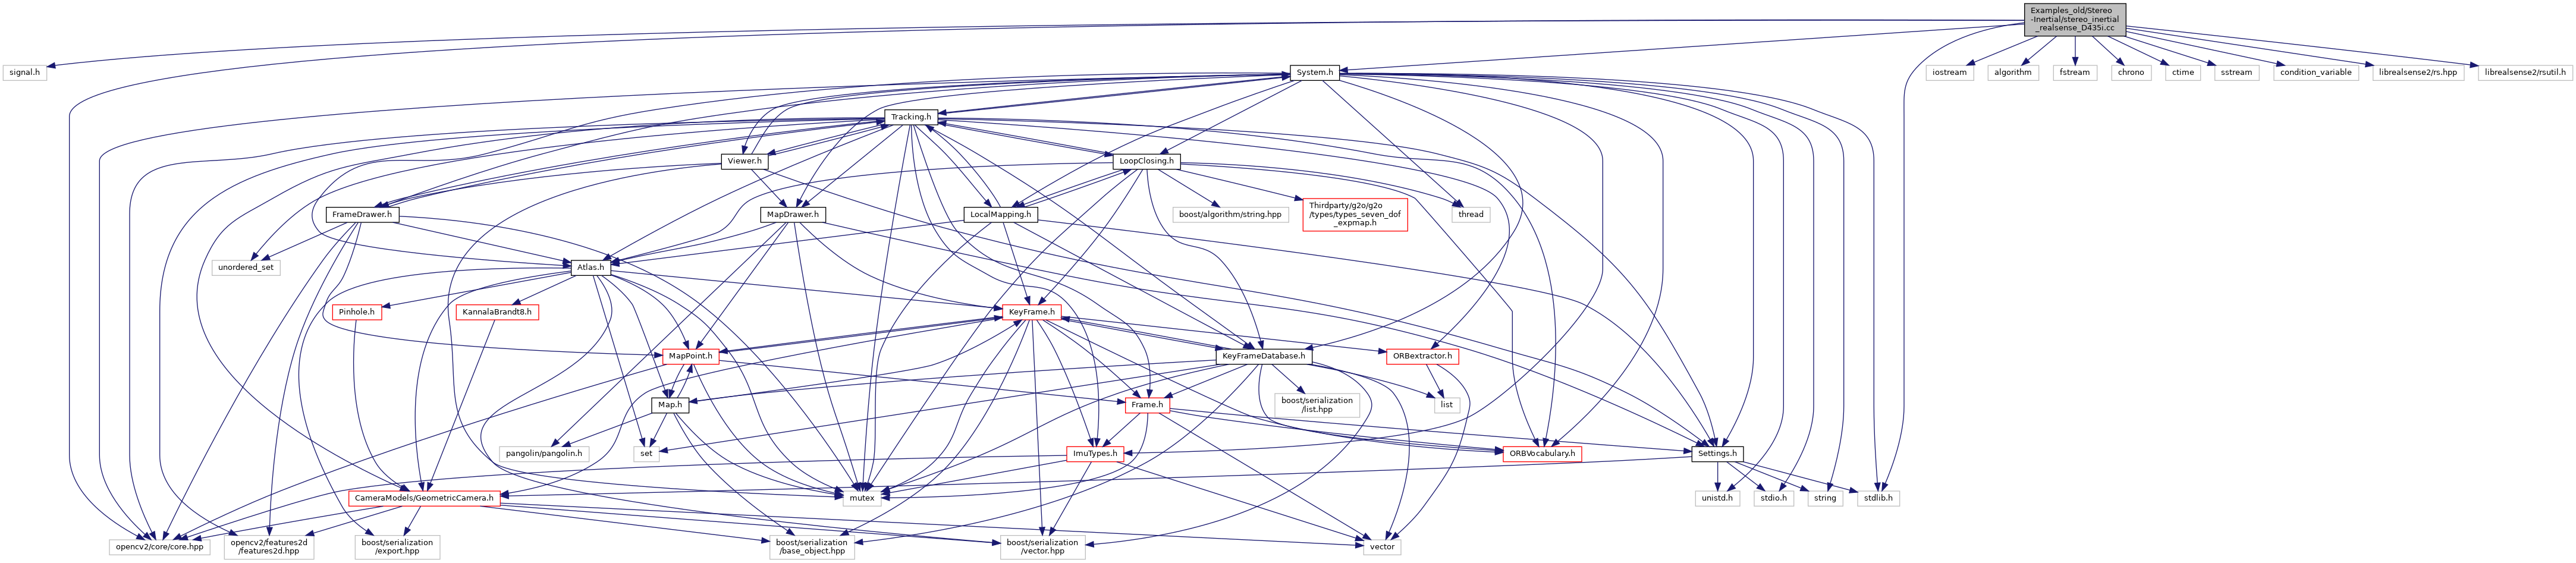 Examples_old/Stereo
-Inertial/stereo_inertial
_realsense_D435i.cc
signal.h
System.h
iostream
algorithm
fstream
chrono
ctime
sstream
condition_variable
librealsense2/rs.hpp
librealsense2/rsutil.h
Tracking.h
Viewer.h
LoopClosing.h
FrameDrawer.h
MapDrawer.h
LocalMapping.h
boost/algorithm/string.hpp
Thirdparty/g2o/g2o
/types/types_seven_dof
_expmap.h
thread
unordered_set
Atlas.h
Pinhole.h
KannalaBrandt8.h
KeyFrame.h
MapPoint.h
KeyFrameDatabase.h
ORBextractor.h
Map.h
Frame.h
boost/serialization
/list.hpp
list
pangolin/pangolin.h
set
ImuTypes.h
ORBVocabulary.h
Settings.h
CameraModels/GeometricCamera.h
mutex
unistd.h
stdio.h
string
stdlib.h
opencv2/core/core.hpp
opencv2/features2d
/features2d.hpp
boost/serialization
/export.hpp
boost/serialization
/base_object.hpp
boost/serialization
/vector.hpp
vector